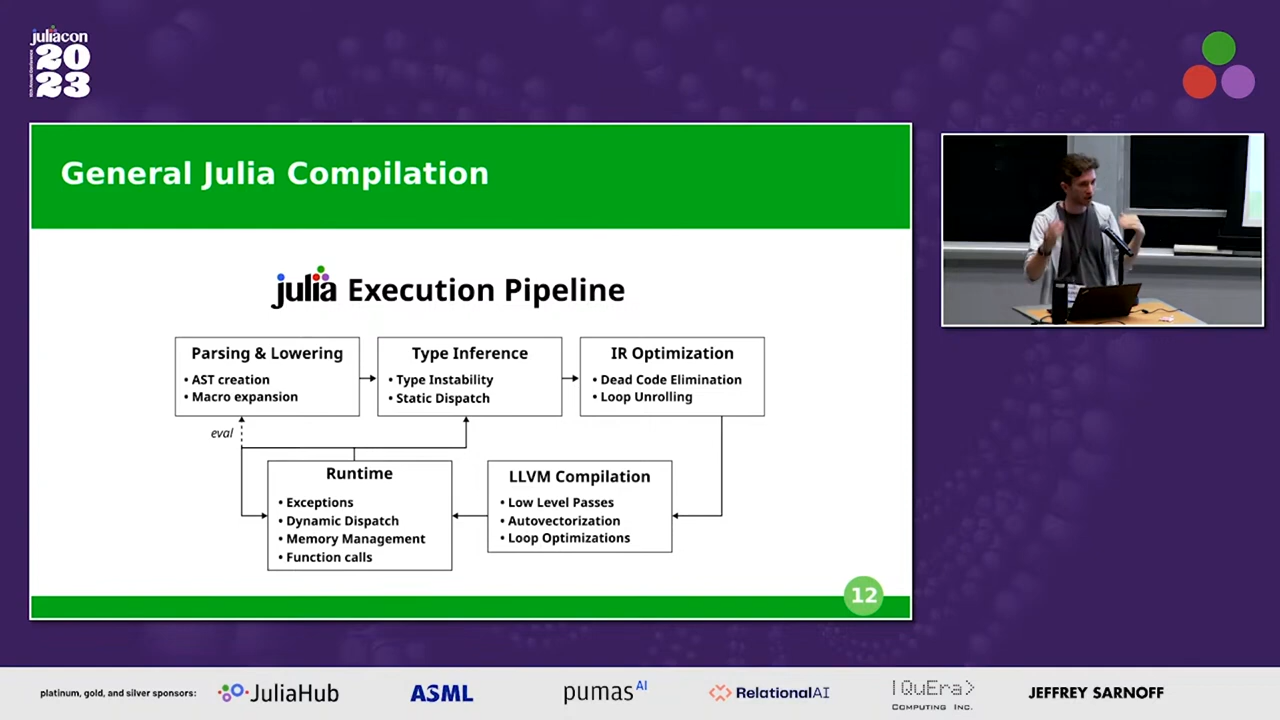 juliacon
20
23
General Julia Compilation
julia Execution Pipeline
Parsing & Lowering
• AST creation
• Macro expansion
Type Inference
• Type Instability
• Static Dispatch
IR Optimization
• Dead Code Elimination
• Loop Unrolling
eval
Runtime
• Exceptions
• Dynamic Dispatch
• Memory Management
• Function calls
LLVM Compilation
• Low Level Passes
• Autovectorization
• Loop Optimizations
12
platinum, gold, and silver sponsors:
JuliaHub
ASML
pumas AI
RelationalAI
|QuEra>
COMPUTING INC.
JEFFREY SARNOFF